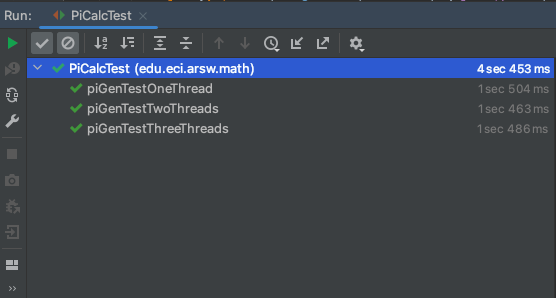 Run: PiCalcTest
PiCalcTest (edu.eci.arsw.math) 4 sec 453 ms
piGenTestOneThread 1 sec 504 ms
piGenTestTwoThreads 1 sec 463 ms
piGenTestThreeThreads 1 sec 486 ms